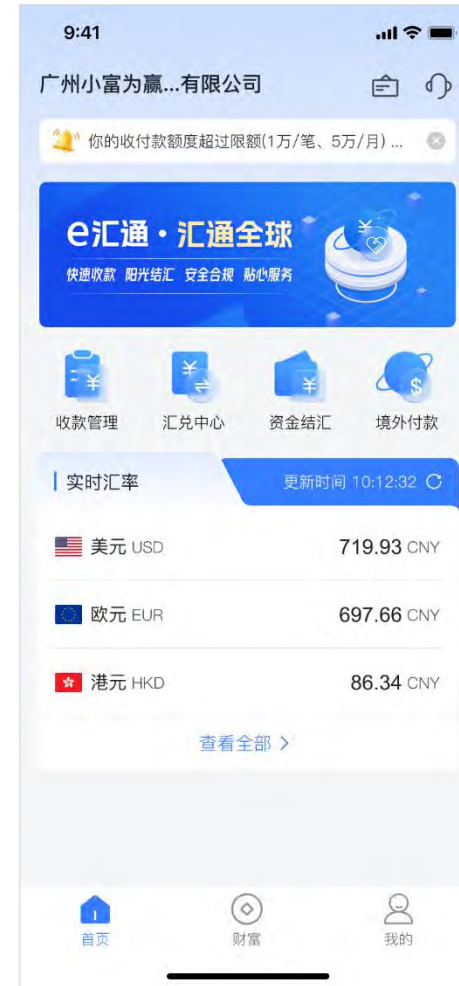 9:41
广州小富为赢...有限公司
你的收付款额度超过限额(1万/笔、5万/月) ...
e汇通・汇通全球
快速收款 阳光结汇 安全合规 贴心服务
收款管理 汇兑中心 资金结汇 境外付款
实时汇率 更新时间 10:12:32
美元 USD 719.93 CNY
欧元 EUR 697.66 CNY
港元 HKD 86.34 CNY
查看全部 >
首页 财富 我的